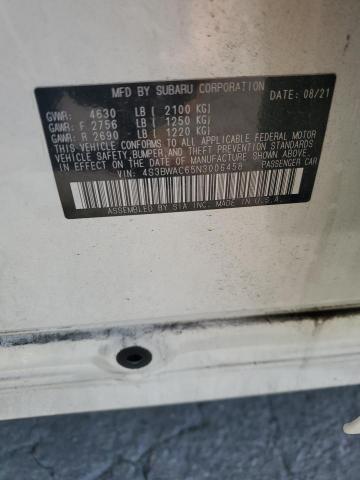 MFD BY SUBARU CORPORATION DATE: 08/21
GVWR: 4630 LB ( 2100 KG)
GAWR: F 2756 LB ( 1250 KG)
GAWR: R 2690 LB ( 1220 KG)
THIS VEHICLE CONFORMS TO ALL APPLICABLE FEDERAL MOTOR
VEHICLE SAFETY, BUMPER, AND THEFT PREVENTION STANDARDS
IN EFFECT ON THE DATE OF MANUFACTURE SHOWN ABOVE.
VIN: 4S3BWAC65N3006458 PASSENGER CAR
ASSEMBLED BY SIA INC. MADE IN U.S.A.